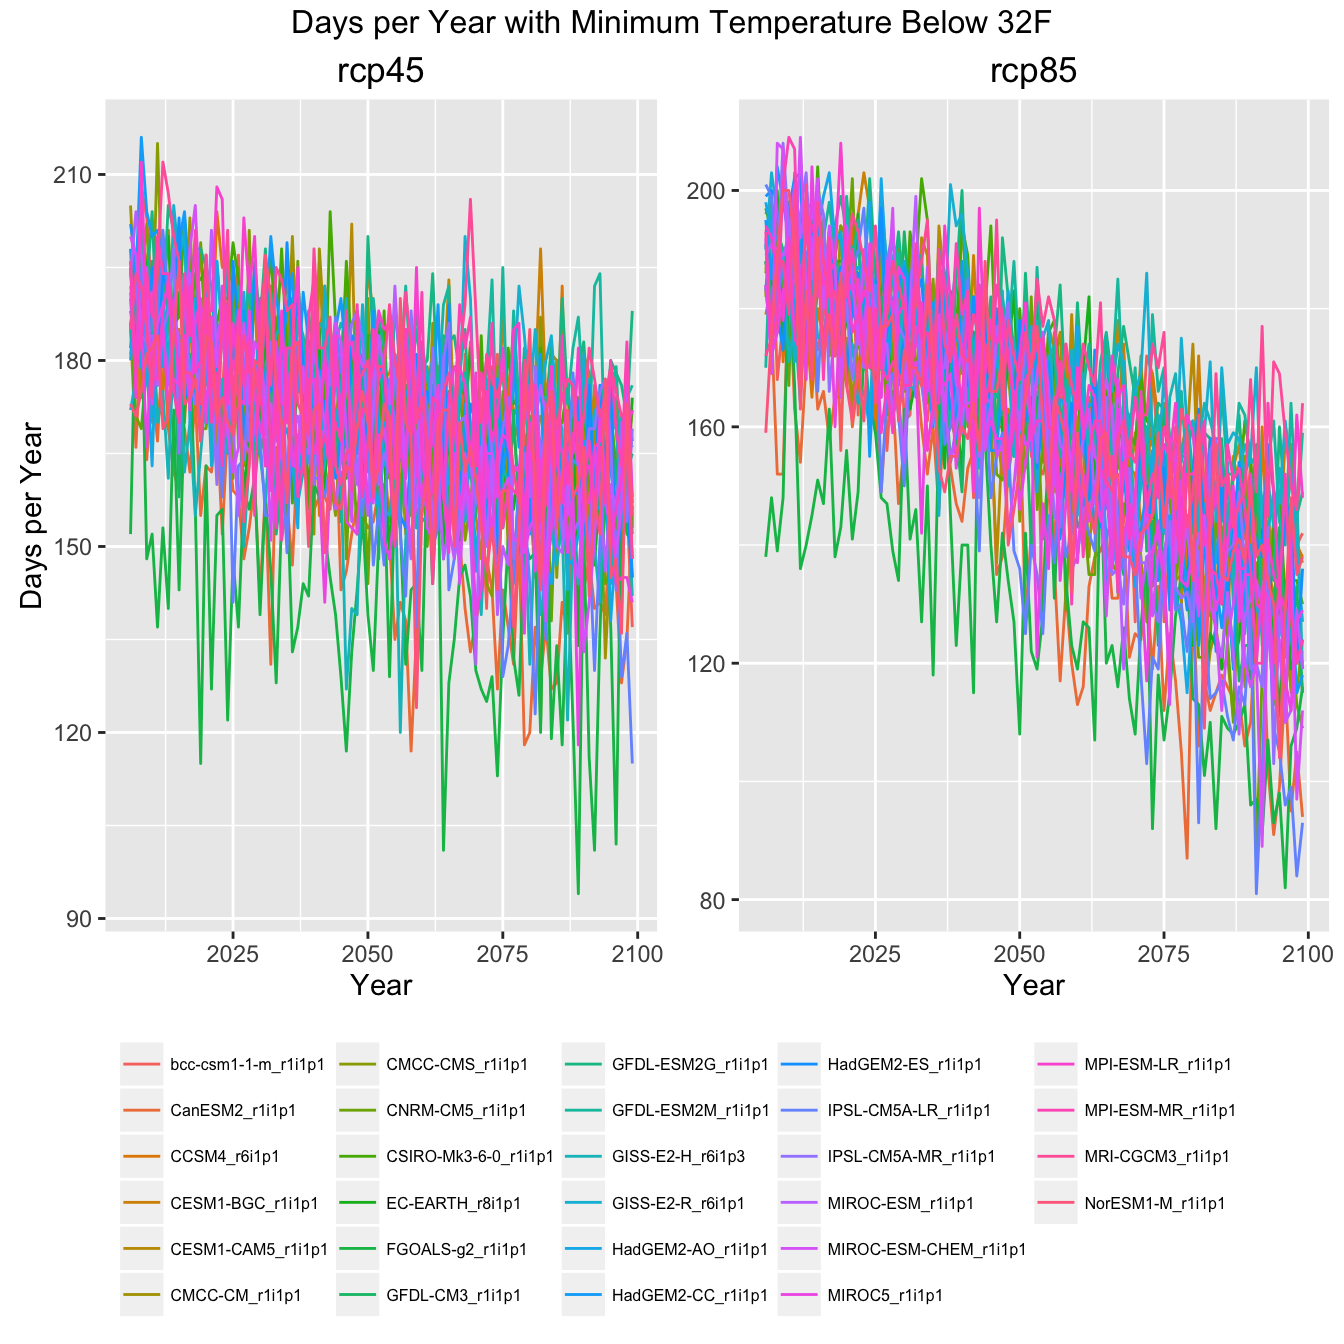 Days per Year with Minimum Temperature Below 32F
rcp45
rcp85
Days per Year
210
180
150
120
90
2025 2050 2075 2100
Year
200
160
120
80
2025 2050 2075 2100
Year
bcc-csm1-1-m_r1i1p1
CanESM2_r1i1p1
CCSM4_r6i1p1
CESM1-BGC_r1i1p1
CESM1-CAM5_r1i1p1
CMCC-CM_r1i1p1
CMCC-CMS_r1i1p1
CNRM-CM5_r1i1p1
CSIRO-Mk3-6-0_r1i1p1
EC-EARTH_r8i1p1
FGOALS-g2_r1i1p1
GFDL-CM3_r1i1p1
GFDL-ESM2G_r1i1p1
GFDL-ESM2M_r1i1p1
GISS-E2-H_r6i1p3
GISS-E2-R_r6i1p1
HadGEM2-AO_r1i1p1
HadGEM2-CC_r1i1p1
HadGEM2-ES_r1i1p1
IPSL-CM5A-LR_r1i1p1
IPSL-CM5A-MR_r1i1p1
MIROC-ESM_r1i1p1
MIROC-ESM-CHEM_r1i1p1
MIROC5_r1i1p1
MPI-ESM-LR_r1i1p1
MPI-ESM-MR_r1i1p1
MRI-CGCM3_r1i1p1
NorESM1-M_r1i1p1